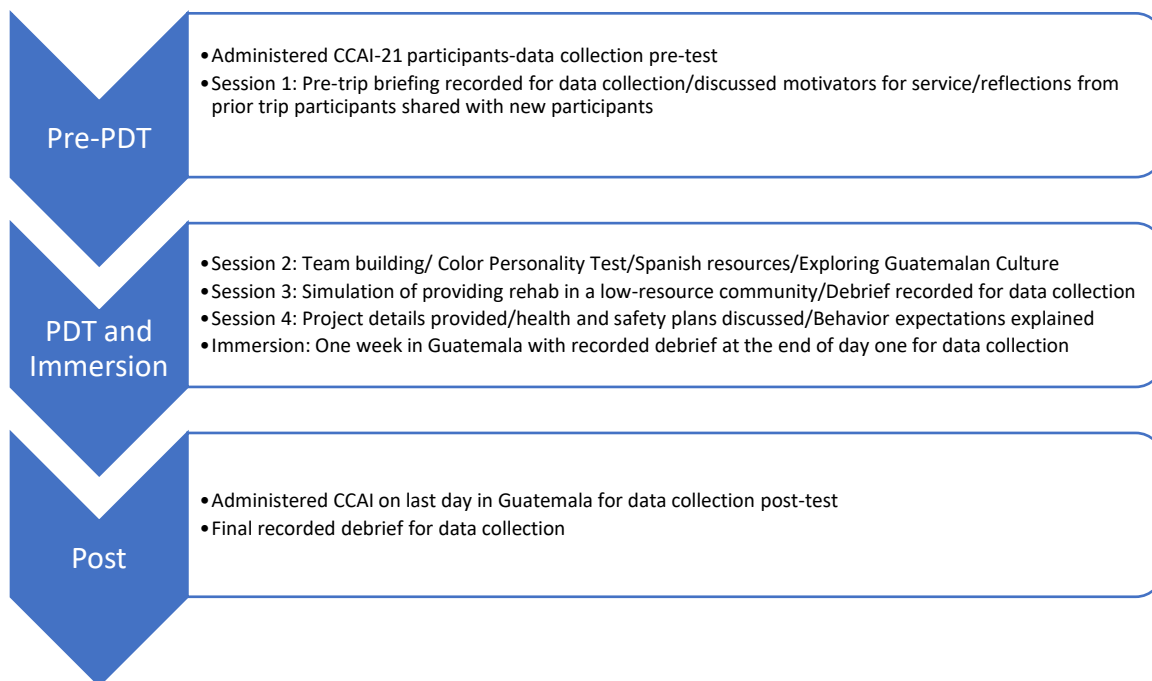 Pre-PDT
•Administered CCAI-21 participants-data collection pre-test
•Session 1: Pre-trip briefing recorded for data collection/discussed motivators for service/reflections from
prior trip participants shared with new participants
PDT and
Immersion
•Session 2: Team building/ Color Personality Test/Spanish resources/Exploring Guatemalan Culture
•Session 3: Simulation of providing rehab in a low-resource community/Debrief recorded for data collection
•Session 4: Project details provided/health and safety plans discussed/Behavior expectations explained
•Immersion: One week in Guatemala with recorded debrief at the end of day one for data collection
Post
•Administered CCAI on last day in Guatemala for data collection post-test
•Final recorded debrief for data collection